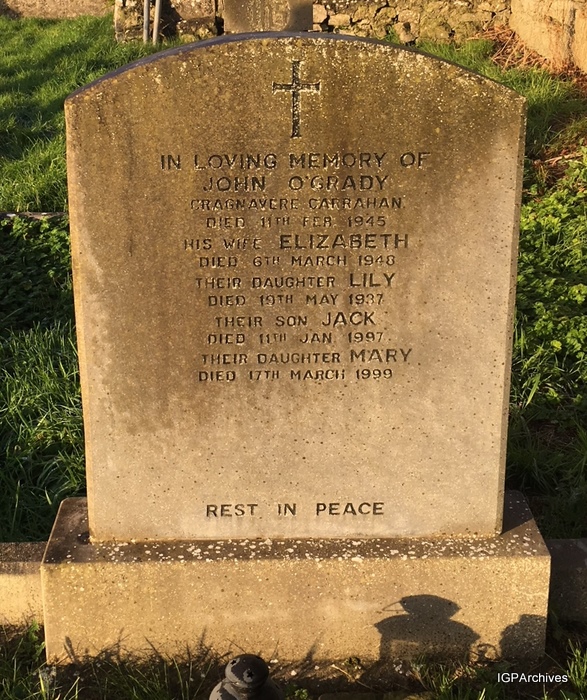 IN LOVING MEMORY OF
JOHN O'GRADY
CRAGNAVERE CARRAHAN
DIED 11TH FEB. 1945
HIS WIFE ELIZABETH
DIED 6TH MARCH 1948
THEIR DAUGHTER LILY
DIED 19TH MAY 1937
THEIR SON JACK
DIED 11TH JAN 1997
THEIR DAUGHTER MARY
DIED 17TH MARCH 1999
REST IN PEACE
IGPArchives